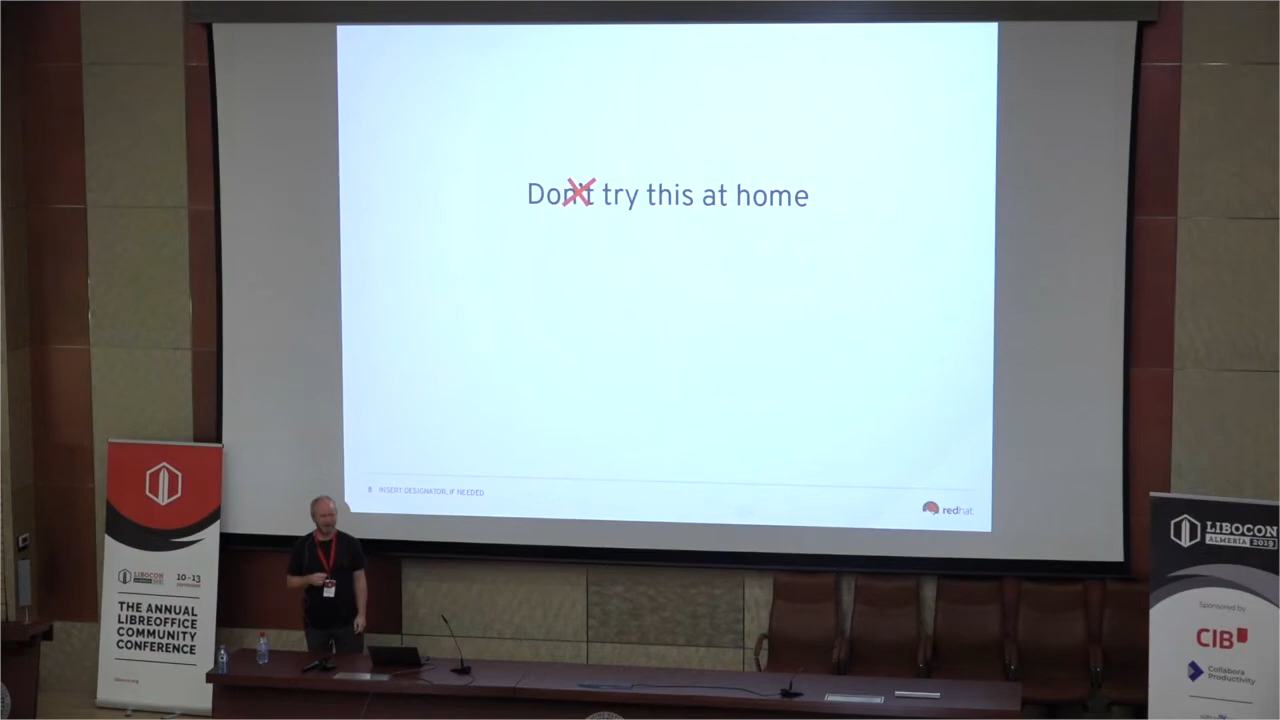 Don't try this at home
8 INSERT DESIGNATOR, IF NEEDED
redhat
LIBOCON
10-13
THE ANNUAL
LIBREOFFICE
COMMUNITY
CONFERENCE
LIBOCON
ALMERÍA 2019
Sponsored by
CIB
Collabora
Productivity